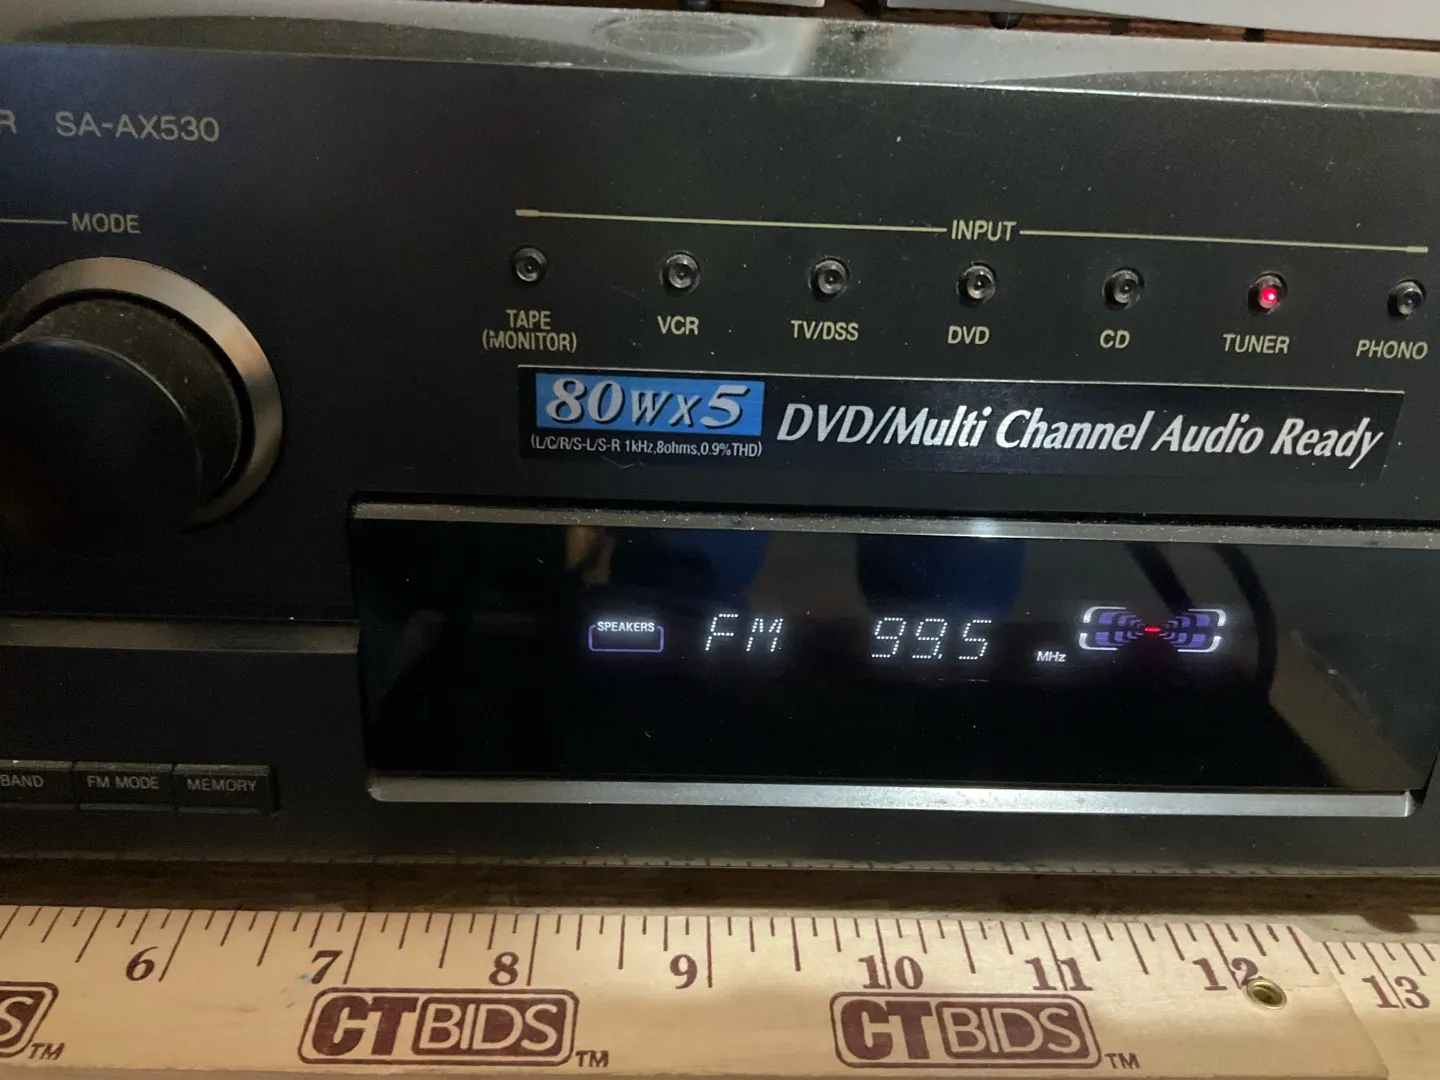 R SA-AX530
MODE
INPUT
TAPE
(MONITOR)
VCR
TV/DSS
DVD
CD
TUNER
PHONO
80WX5
(L/C/R/S-L/S-R 1kHz,8ohms,0.9%THD)
DVD/Multi Channel Audio Ready
SPEAKERS
FM 99.5 MHz
BAND
FM MODE
MEMORY
6 7 8 9 10 11 12 13
S TM
CTBIDS TM
CTBIDS TM